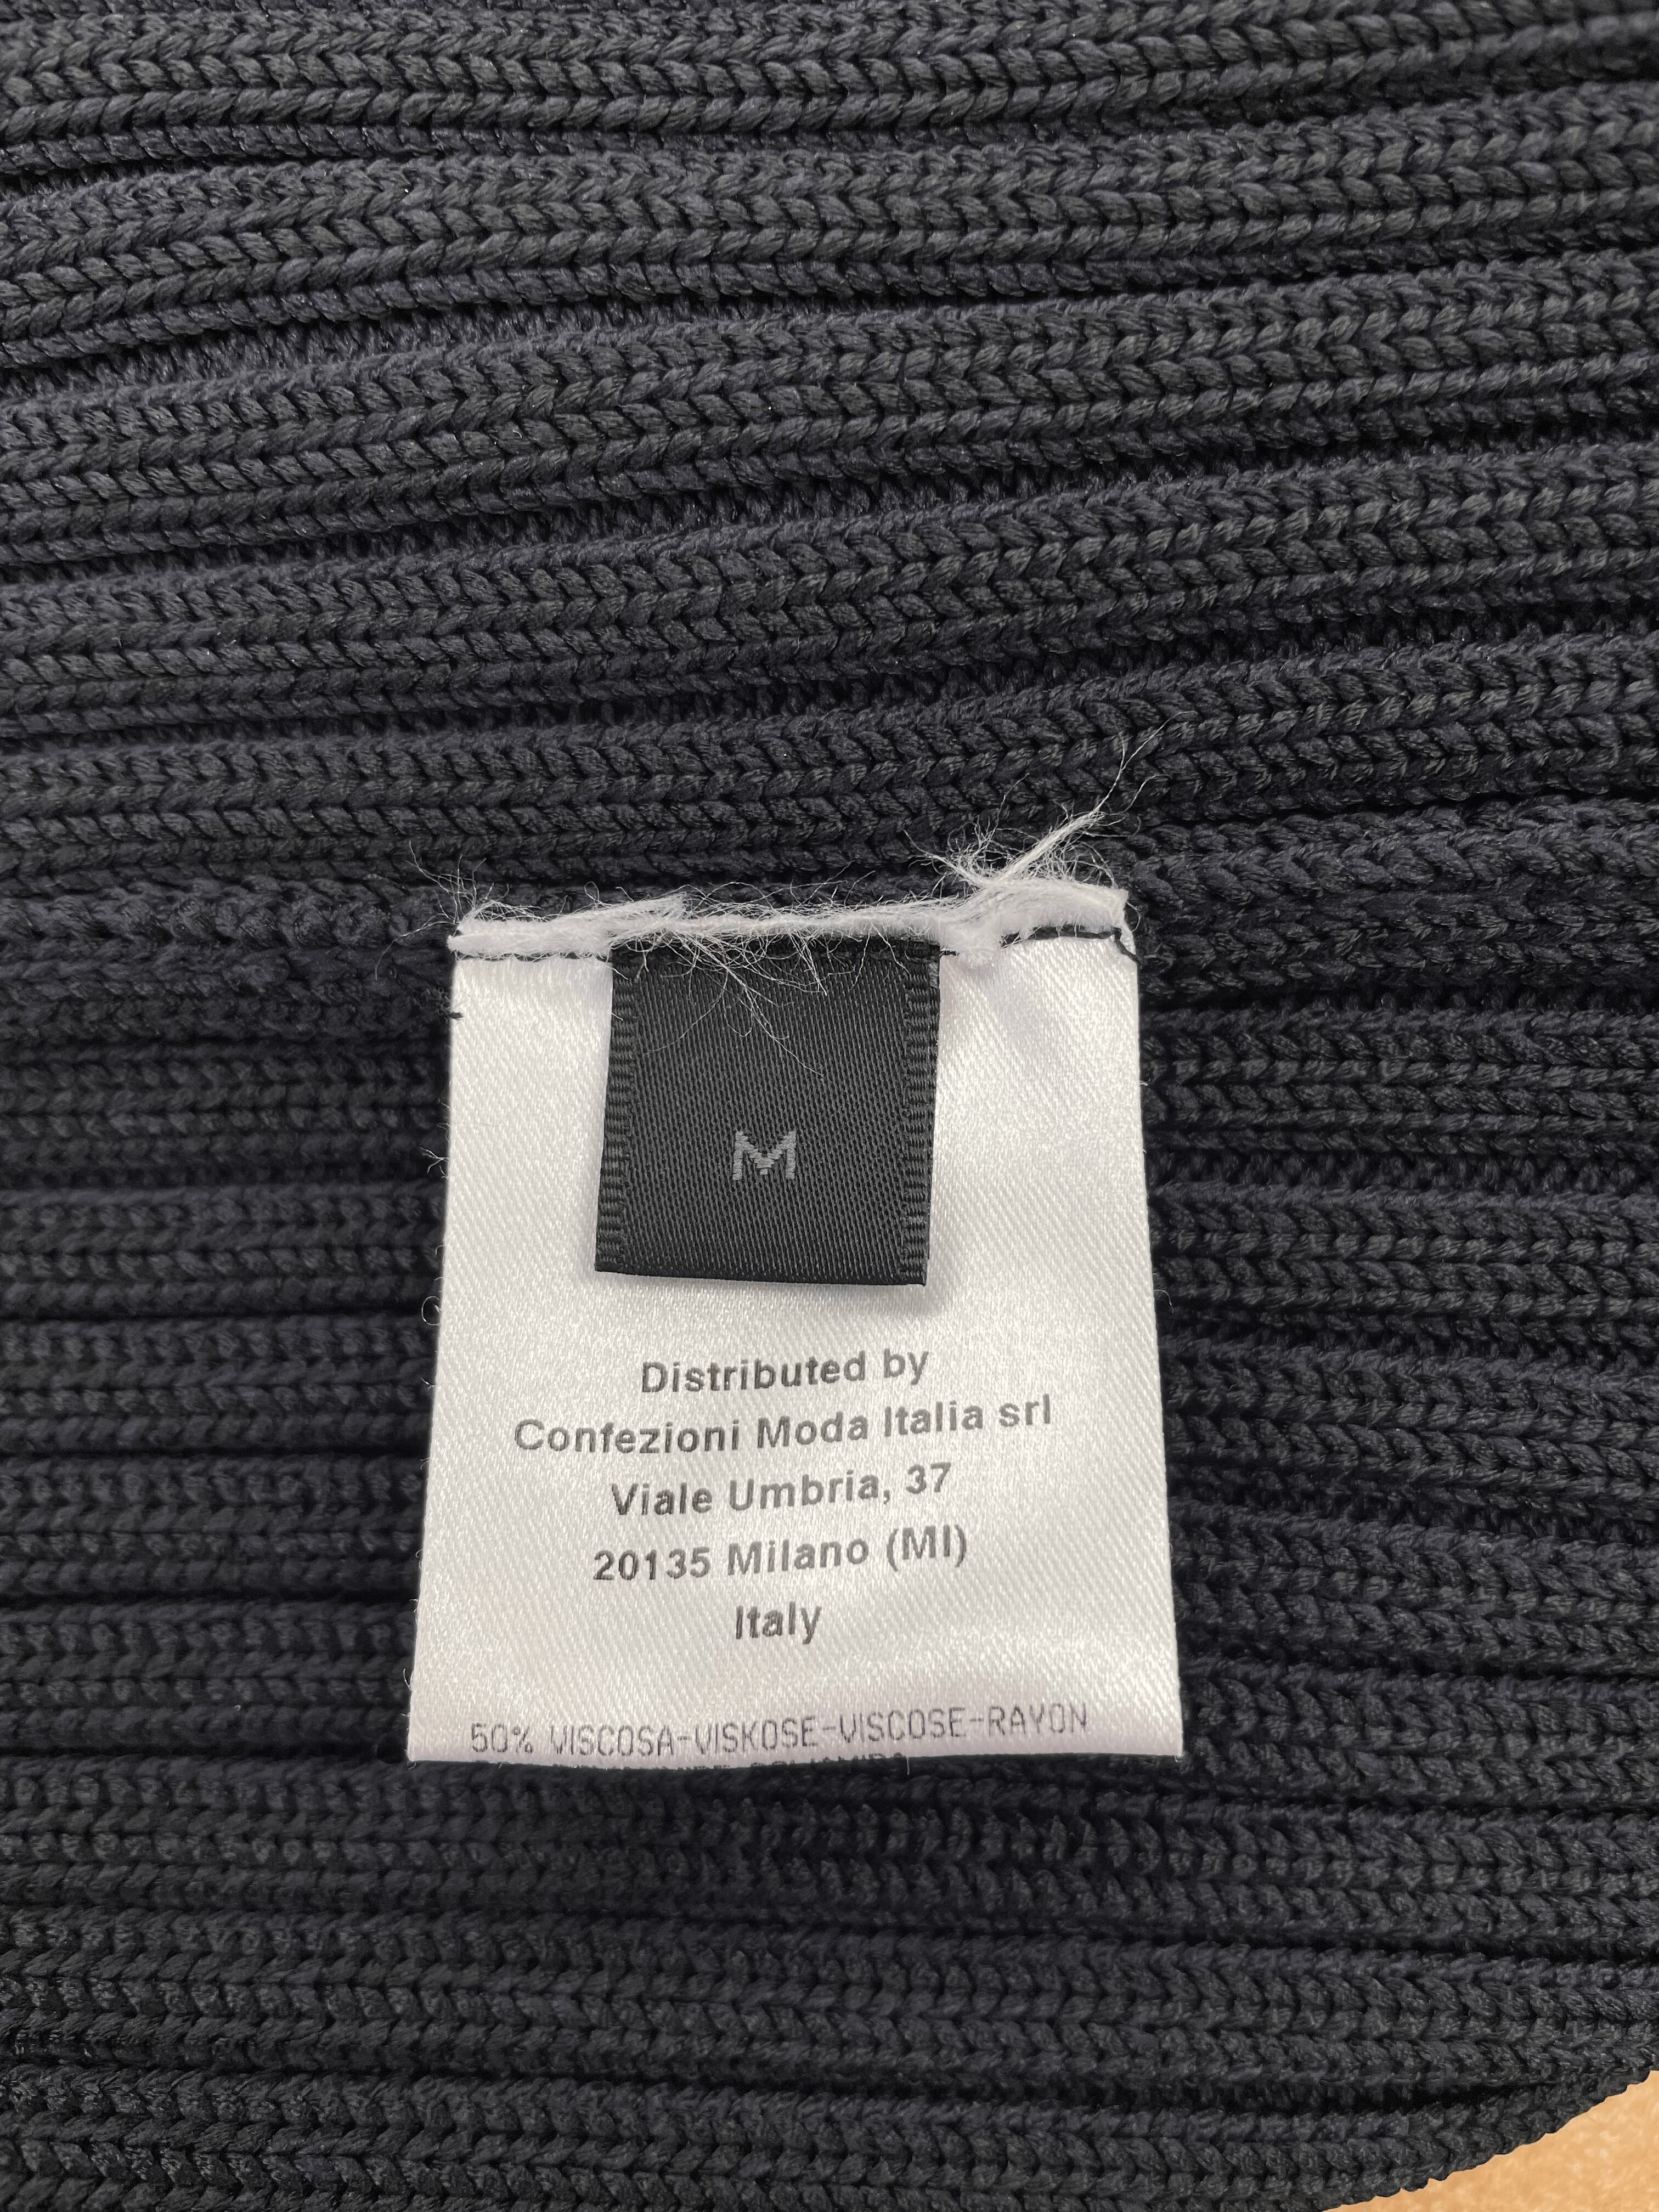 M
Distributed by
Confezioni Moda Italia srl
Viale Umbria, 37
20135 Milano (MI)
Italy
50% VISCOSA-VISKOSE-VISCOSE-RAYON